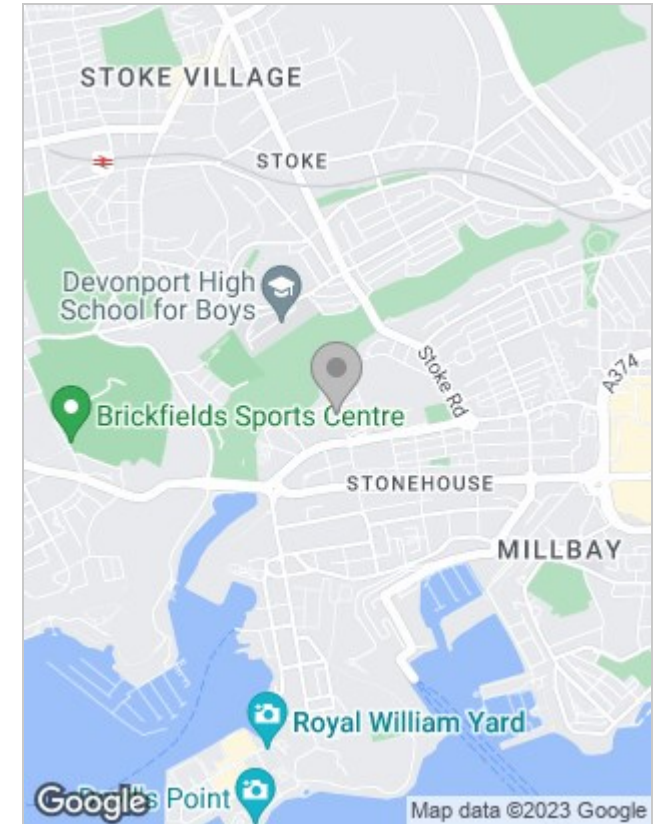 STOKE VILLAGE
STOKE
Devonport High
School for Boys
Stoke Rd
A374
Brickfields Sports Centre
STONEHOUSE
MILLBAY
Royal William Yard
Google
Point
Map data ©2023 Google